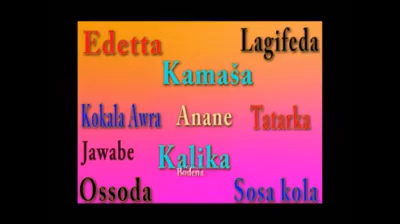 Edetta
Lagifeda
Kamaša
Kokala Awra
Anane
Tatarka
Jawabe
Kalika
Bodena
Ossoda
Sosa kola